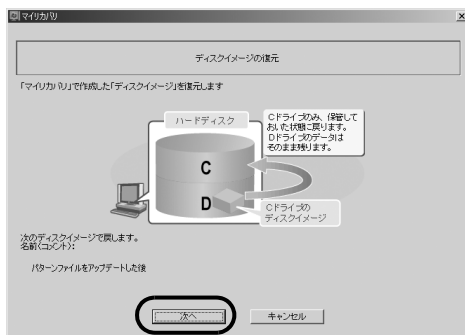 マイリカバリ
ディスクイメージの復元
「マイリカバリ」で作成した「ディスクイメージ」を復元します
ハードディスク
Cドライブのみ、保管して
おいた状態に戻ります。
Dドライブのデータは
そのまま残ります。
C
D
Cドライブの
ディスクイメージ
次のディスクイメージで戻します。
名前(コメント):
パターンファイルをアップデートした後
次へ
キャンセル